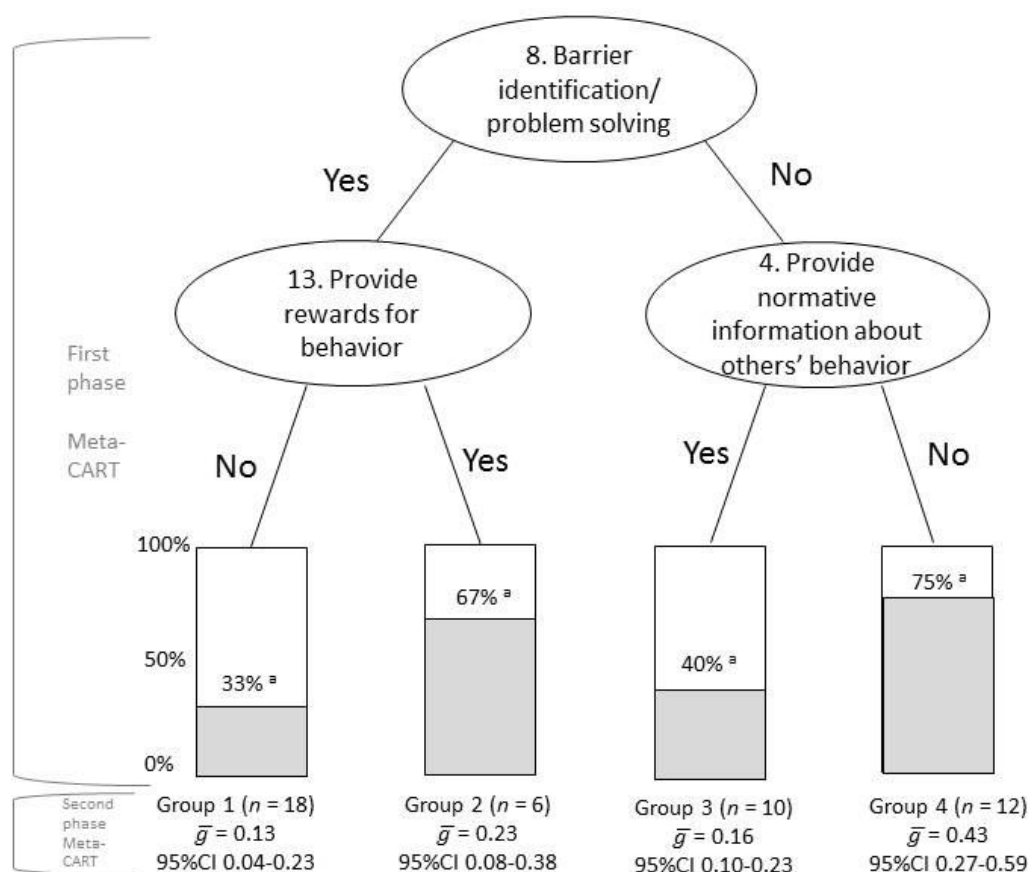 8. Barrier
identification/
problem solving
Yes
No
13. Provide
rewards for
behavior
4. Provide
normative
information about
others’ behavior
First
phase
Meta-
CART
No
Yes
Yes
No
100%
50%
0%
33% ª
67% ª
40% ª
75% ª
Second
phase
Meta-
CART
Group 1 (n = 18)
g̅ = 0.13
95%CI 0.04-0.23
Group 2 (n = 6)
g̅ = 0.23
95%CI 0.08-0.38
Group 3 (n = 10)
g̅ = 0.16
95%CI 0.10-0.23
Group 4 (n = 12)
g̅ = 0.43
95%CI 0.27-0.59